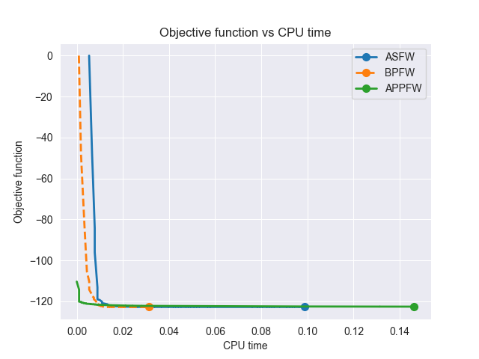 Objective function vs CPU time
ASFW
BPFW
APPFW
0
−20
−40
−60
−80
−100
−120
Objective function
0.00 0.02 0.04 0.06 0.08 0.10 0.12 0.14
CPU time